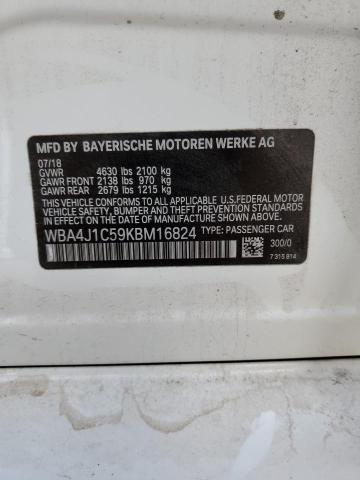 MFD BY BAYERISCHE MOTOREN WERKE AG
07/18
GVWR 4630 lbs 2100 kg
GAWR FRONT 2138 lbs 970 kg
GAWR REAR 2679 lbs 1215 kg
THIS VEHICLE CONFORMS TO ALL APPLICABLE U.S.FEDERAL MOTOR
VEHICLE SAFETY, BUMPER, AND THEFT PREVENTION STANDARDS IN
EFFECT ON THE DATE OF MANUFACTURE SHOWN ABOVE.
WBA4J1C59KBM16824 TYPE: PASSENGER CAR
300/0
7 315 814